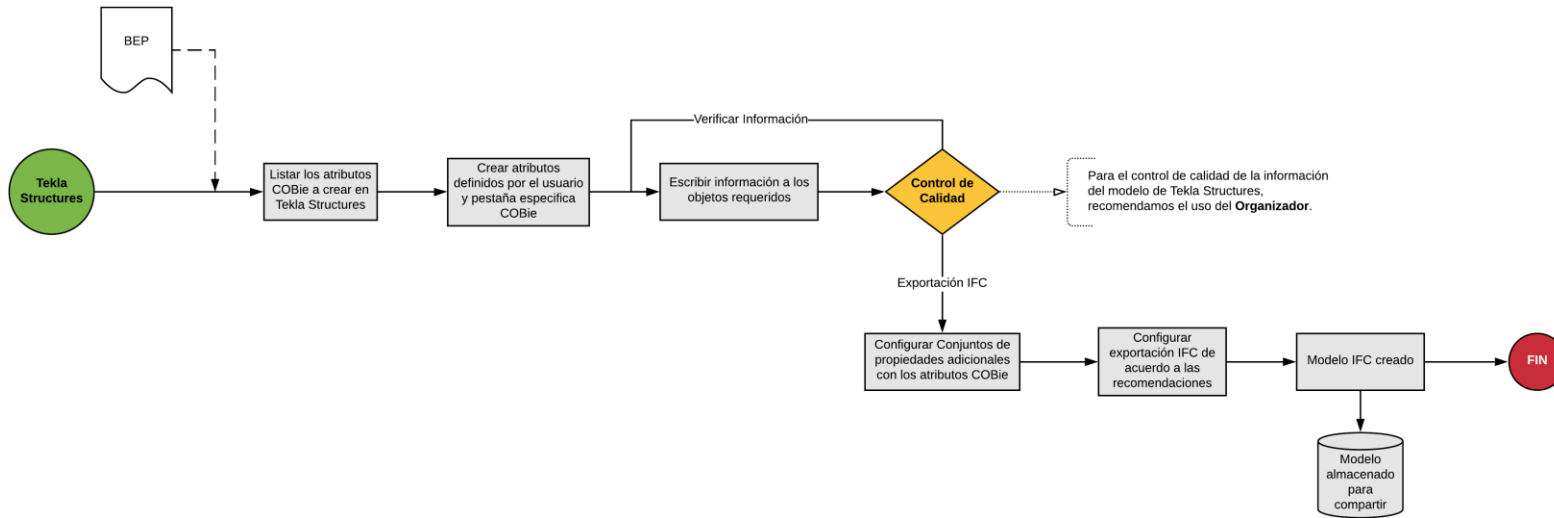 BEP
Verificar Información
Tekla
Structures
Listar los atributos
COBie a crear en
Tekla Structures
Crear atributos
definidos por el usuario
y pestaña especifica
COBie
Escribir información a los
objetos requeridos
Control de
Calidad
Para el control de calidad de la información
del modelo de Tekla Structures,
recomendamos el uso del Organizador.
Exportación IFC
Configurar Conjuntos de
propiedades adicionales
con los atributos COBie
Configurar
exportación IFC de
acuerdo a las
recomendaciones
Modelo IFC creado
FIN
Modelo
almacenado
para
compartir